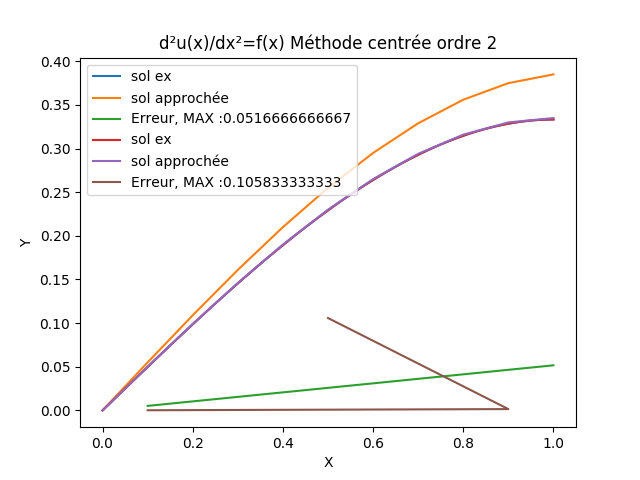 d²u(x)/dx²=f(x) Méthode centrée ordre 2
sol ex
sol approchée
Erreur, MAX :0.0516666666667
sol ex
sol approchée
Erreur, MAX :0.105833333333
0.40
0.35
0.30
0.25
0.20
0.15
0.10
0.05
0.00
Y
0.0 0.2 0.4 0.6 0.8 1.0
X